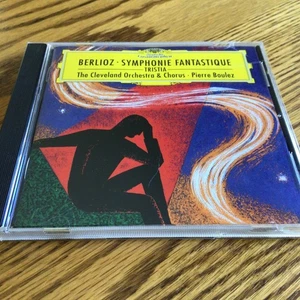 BERLIOZ · SYMPHONIE FANTASTIQUE
TRISTIA
The Cleveland Orchestra & Chorus · Pierre Boulez